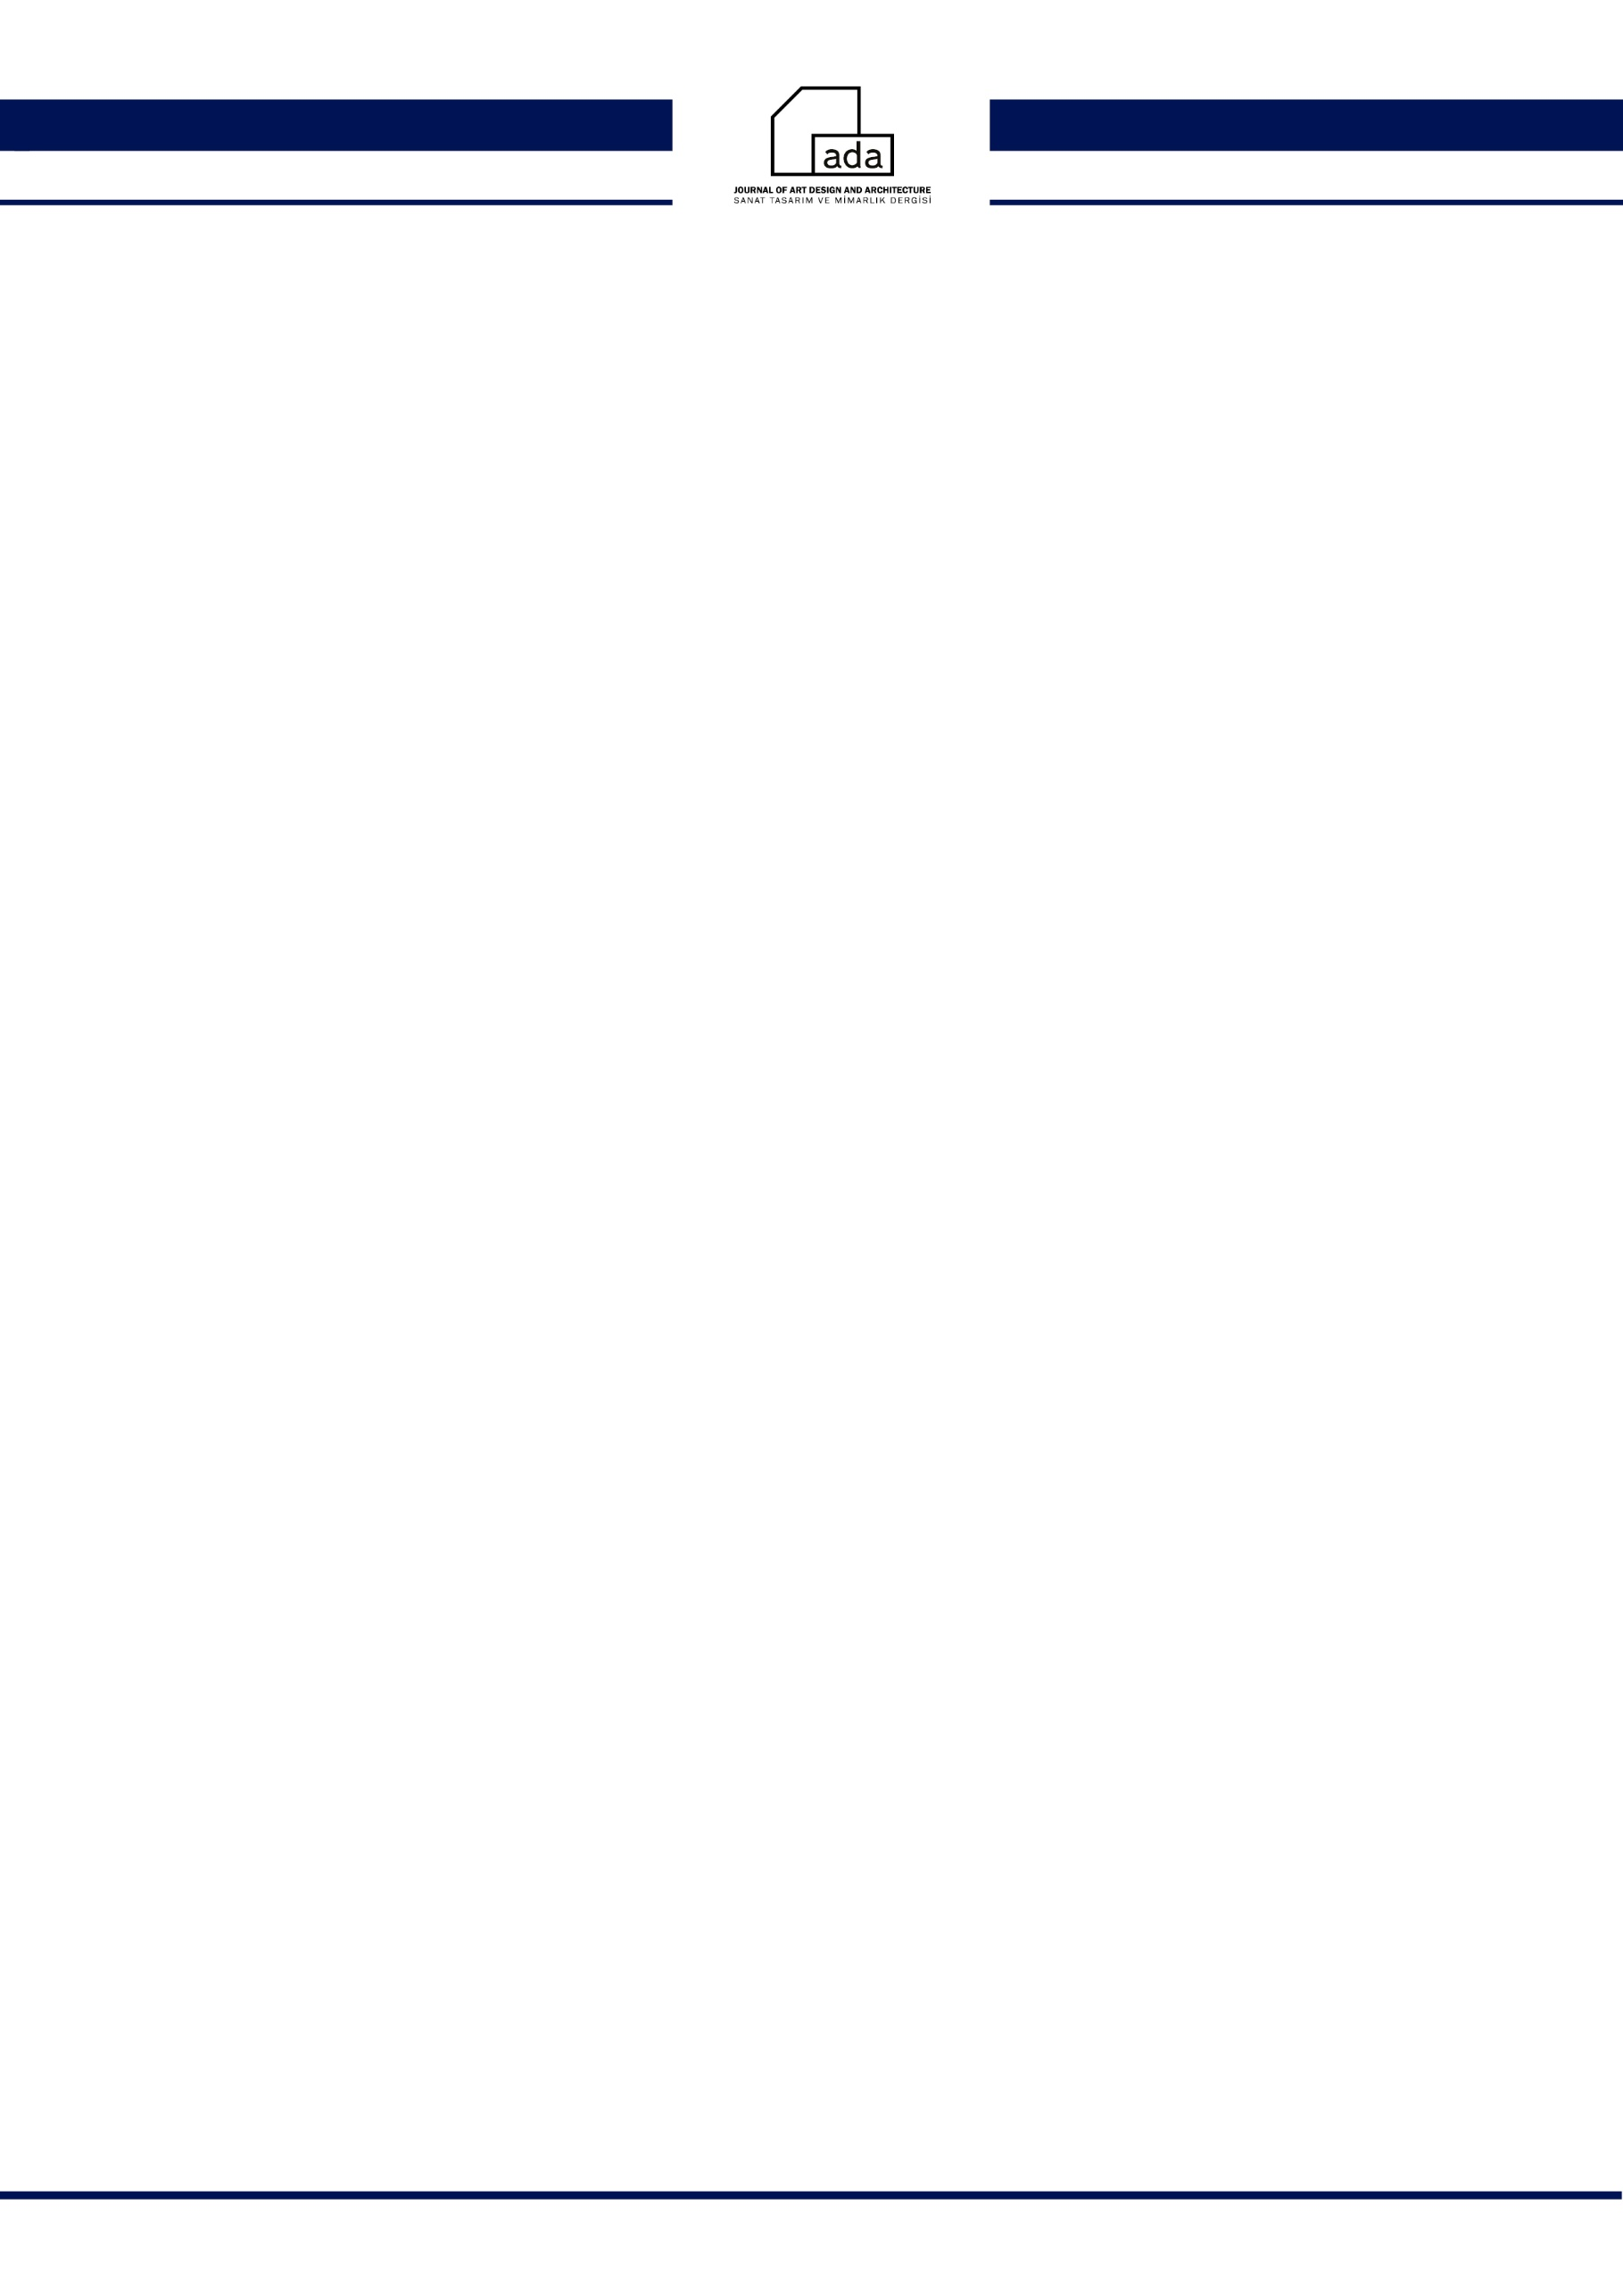 ada
JOURNAL OF ART DESIGN AND ARCHITECTURE
SANAT TASARIM VE MİMARLIK DERGİSİ